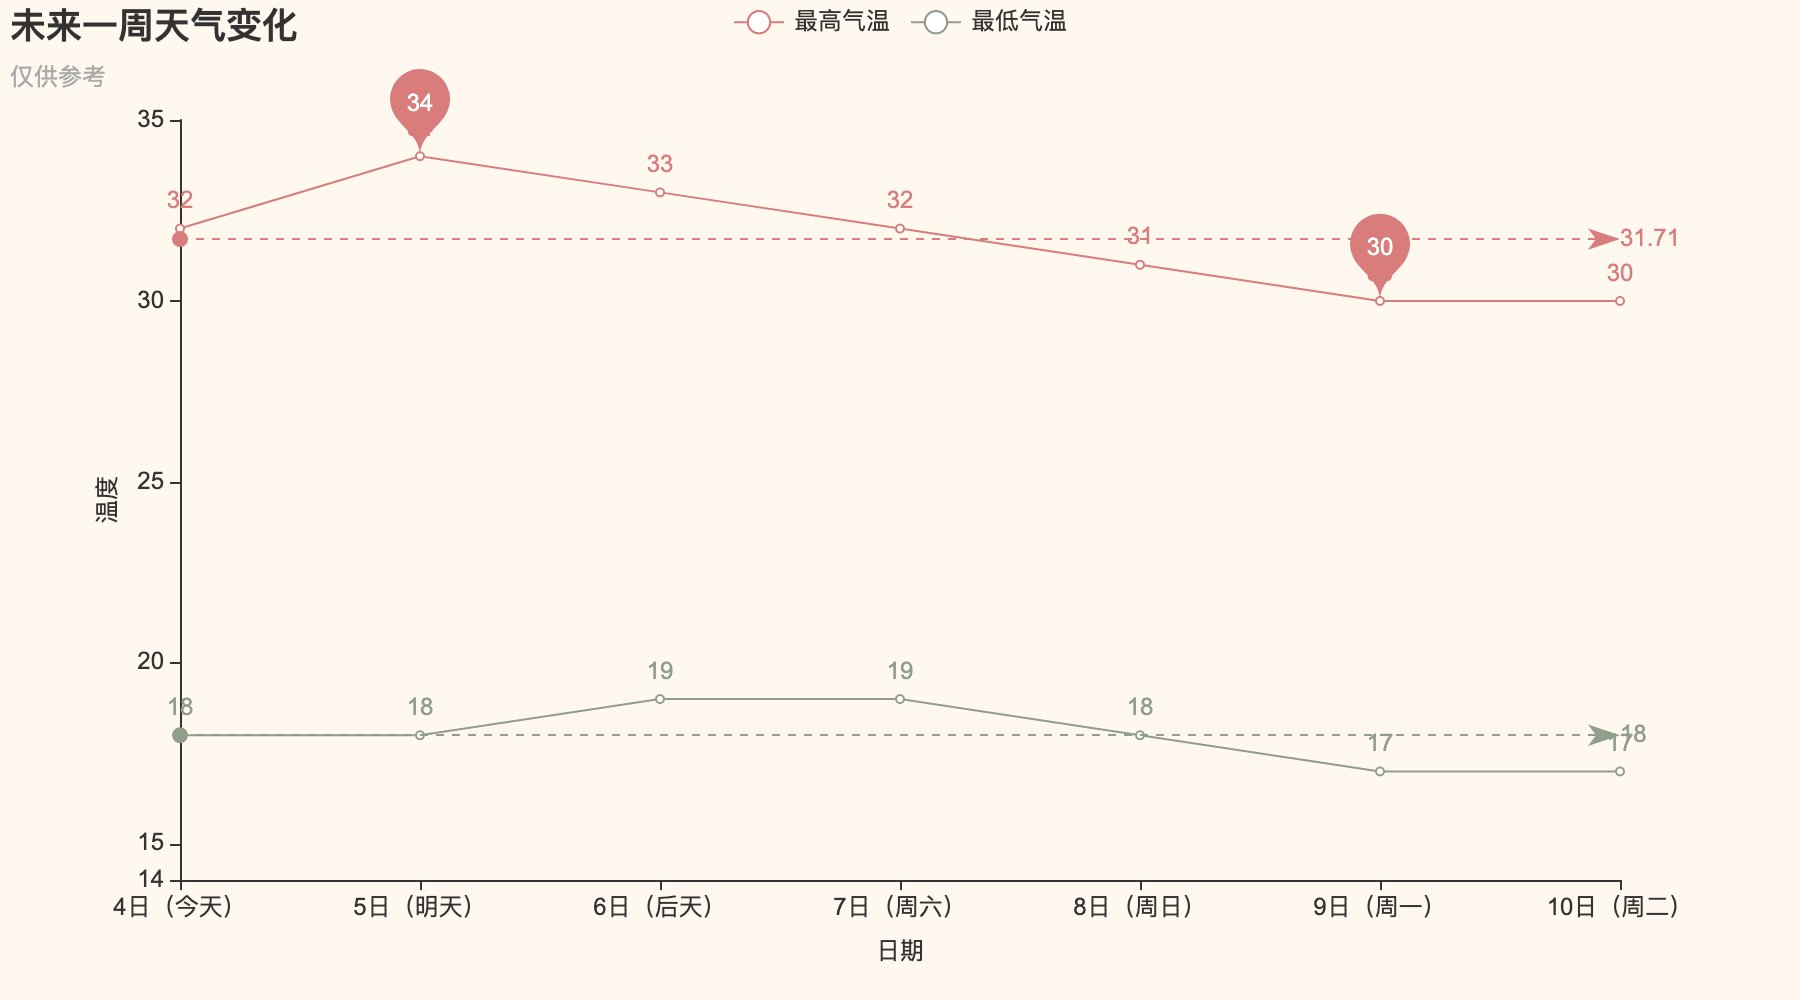 未来一周天气变化
仅供参考
最高气温
最低气温
35
30
25
20
15
14
温度
32
34
33
32
31
30
30
31.71
18
18
19
19
18
17
17
18
4日（今天）
5日（明天）
6日（后天）
7日（周六）
8日（周日）
9日（周一）
10日（周二）
日期